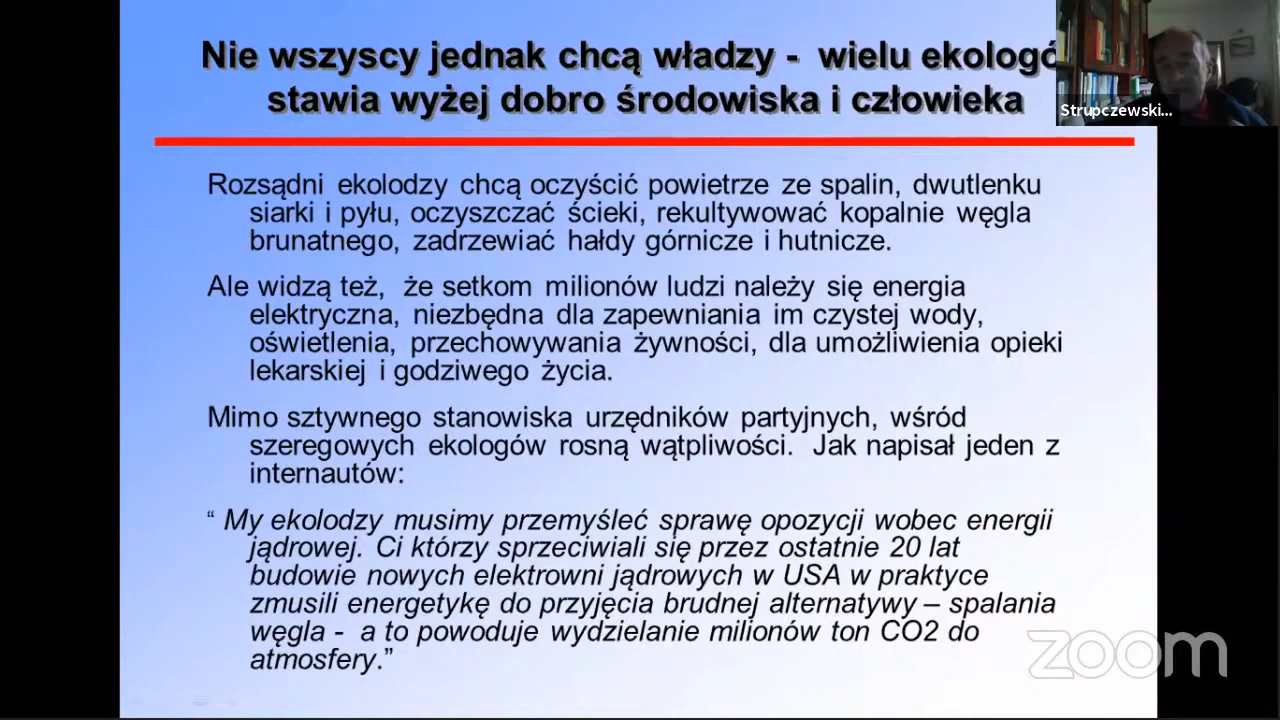 Nie wszyscy jednak chcą władzy - wielu ekologó
stawia wyżej dobro środowiska i człowieka
Strupczewski...
Rozsądni ekolodzy chcą oczyścić powietrze ze spalin, dwutlenku
siarki i pyłu, oczyszczać ścieki, rekultywować kopalnie węgla
brunatnego, zadrzewiać hałdy górnicze i hutnicze.
Ale widzą też, że setkom milionów ludzi należy się energia
elektryczna, niezbędna dla zapewniania im czystej wody,
oświetlenia, przechowywania żywności, dla umożliwienia opieki
lekarskiej i godziwego życia.
Mimo sztywnego stanowiska urzędników partyjnych, wśród
szeregowych ekologów rosną wątpliwości. Jak napisał jeden z
internautów:
“ My ekolodzy musimy przemyśleć sprawę opozycji wobec energii
jądrowej. Ci którzy sprzeciwiali się przez ostatnie 20 lat
budowie nowych elektrowni jądrowych w USA w praktyce
zmusili energetykę do przyjęcia brudnej alternatywy – spalania
węgla - a to powoduje wydzielanie milionów ton CO2 do
atmosfery.”
zoom